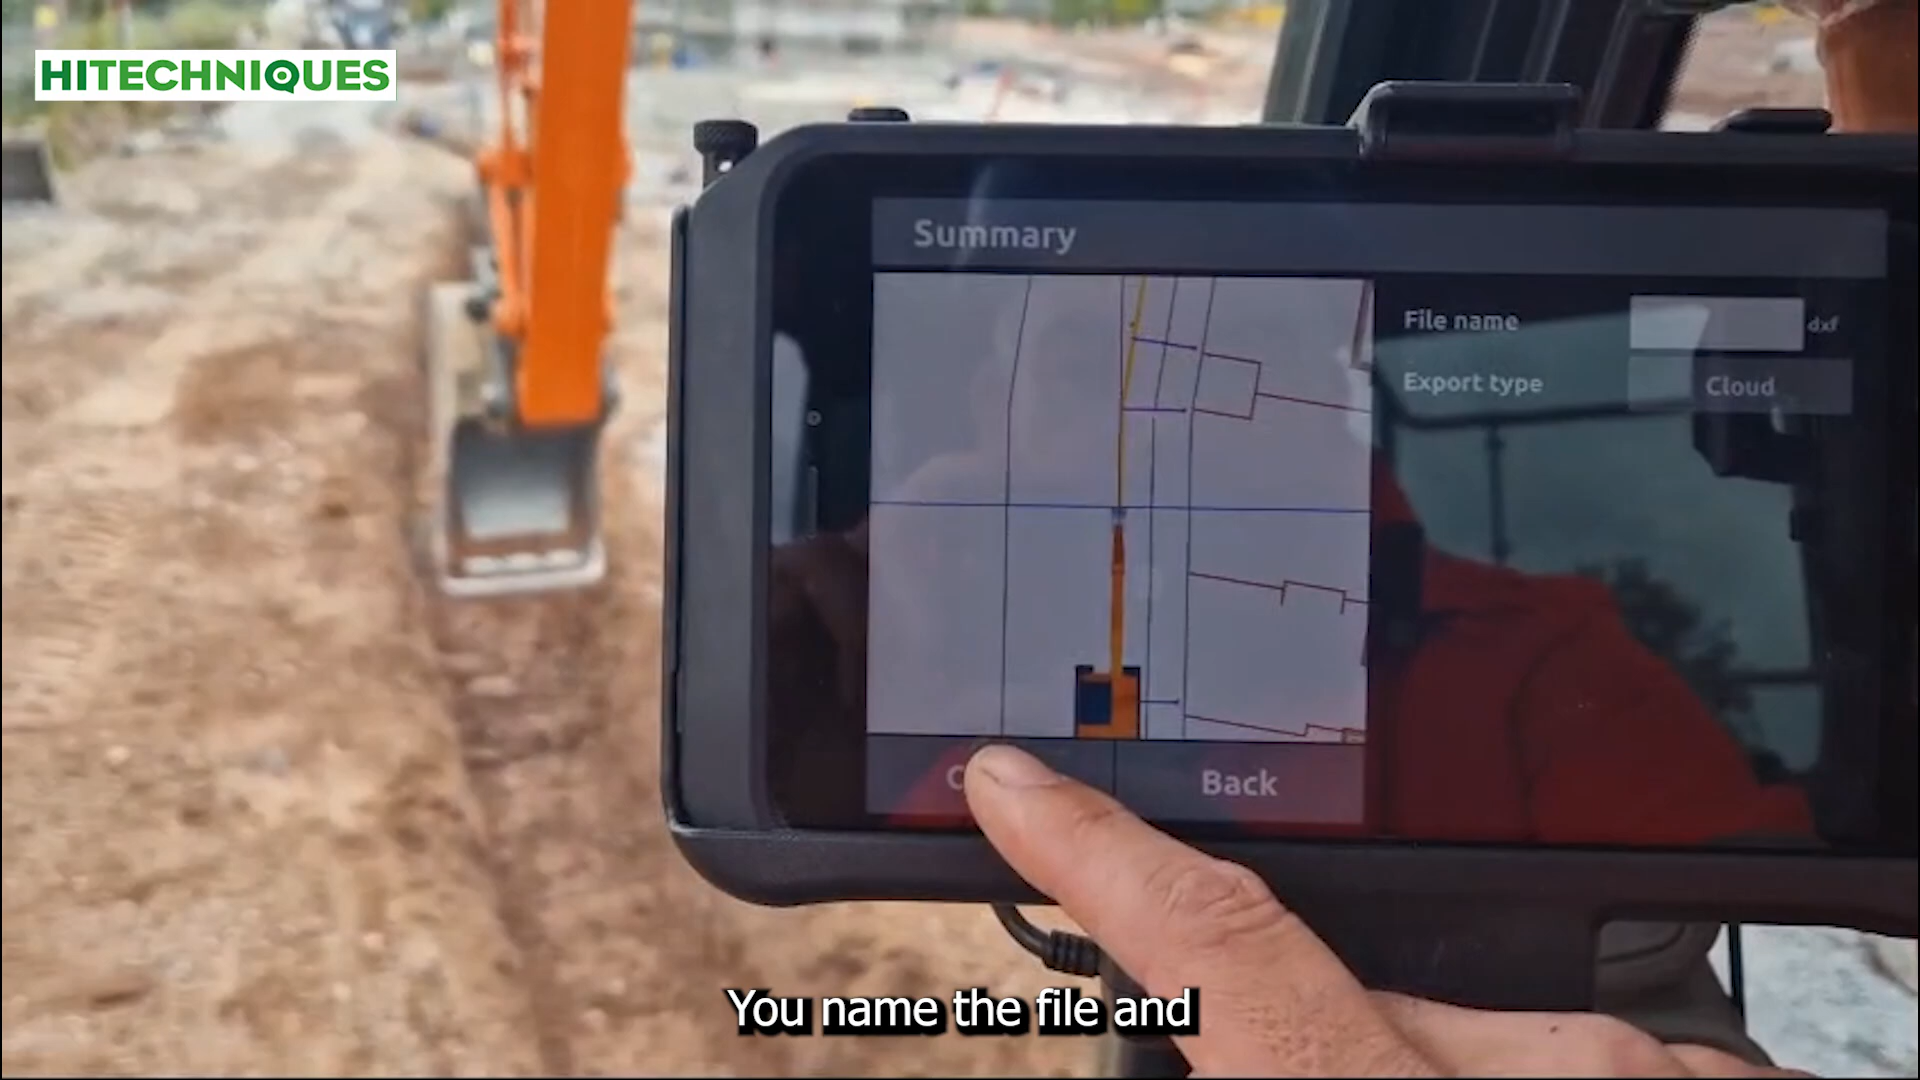 HITECHNIQUES
Summary
File name
dxf
Export type
Cloud
Back
You name the file and